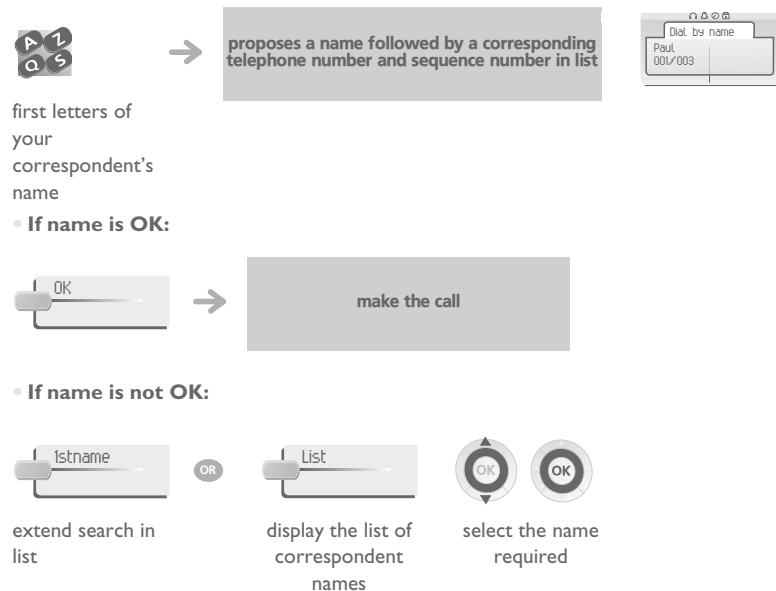 A Z
Q S
proposes a name followed by a corresponding
telephone number and sequence number in list
Dial by name
Paul
001/003
first letters of
your
correspondent's
name
• If name is OK:
OK
make the call
• If name is not OK:
1stname
OR
List
OK
OK
extend search in
list
display the list of
correspondent
names
select the name
required